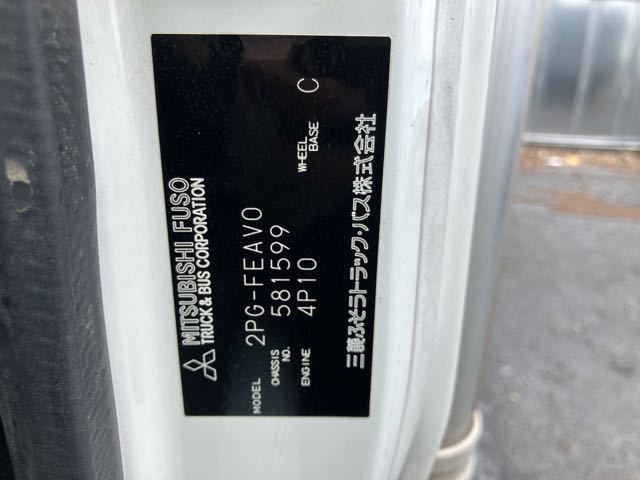 MITSUBISHI FUSO
TRUCK & BUS CORPORATION
MODEL 2PG-FEAV0
CHASSIS NO. 581599
ENGINE 4P10 WHEEL BASE C
三菱ふそうトラック・バス株式会社